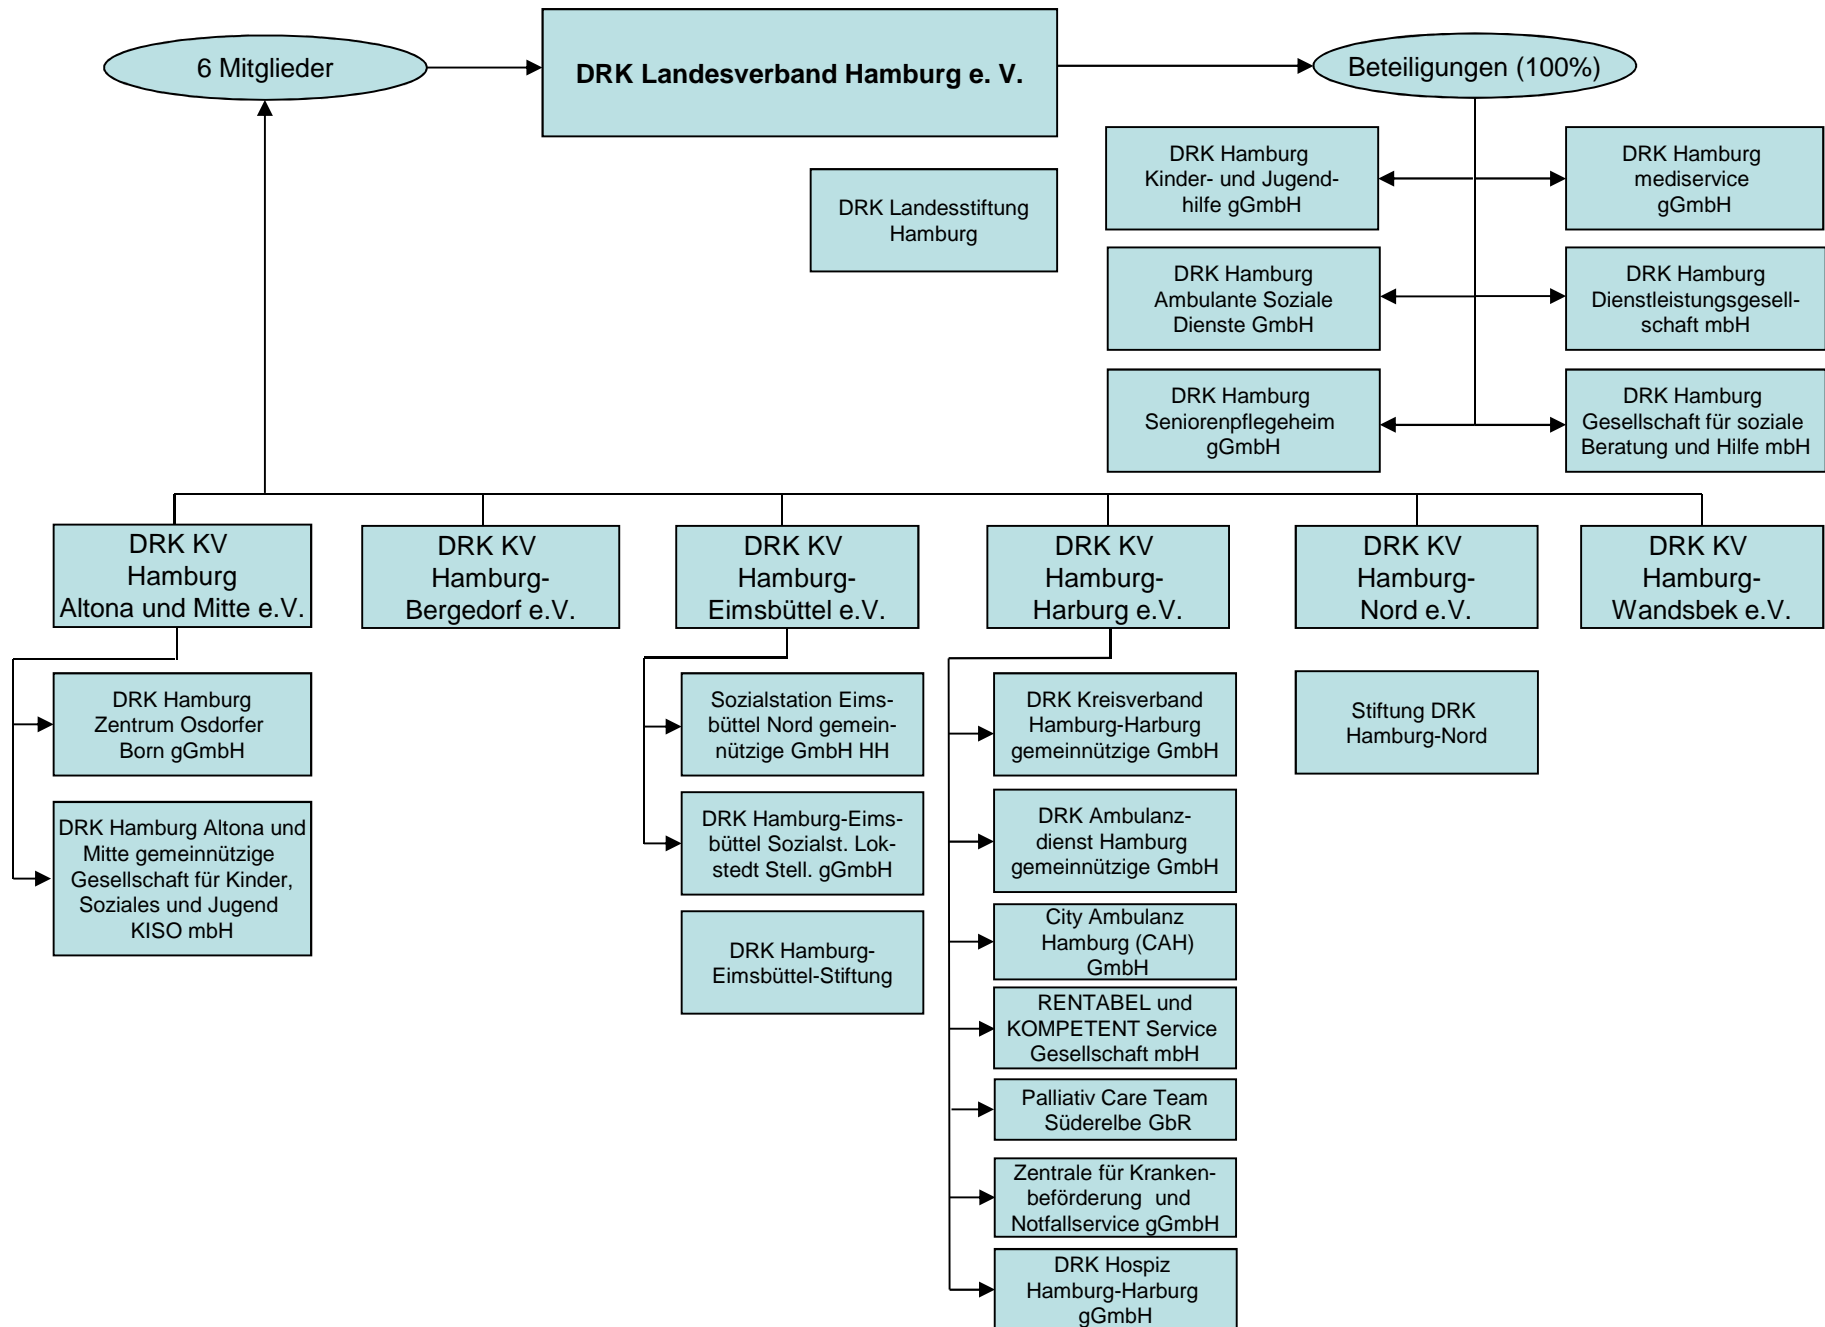 6 Mitglieder
DRK Landesverband Hamburg e. V.
Beteiligungen (100%)
DRK Landesstiftung
Hamburg
DRK Hamburg
Kinder- und Jugend-
hilfe gGmbH
DRK Hamburg
mediservice
gGmbH
DRK Hamburg
Ambulante Soziale
Dienste GmbH
DRK Hamburg
Dienstleistungsgesell-
schaft mbH
DRK Hamburg
Seniorenpflegeheim
gGmbH
DRK Hamburg
Gesellschaft für soziale
Beratung und Hilfe mbH
DRK KV
Hamburg
Altona und Mitte e.V.
DRK KV
Hamburg-
Bergedorf e.V.
DRK KV
Hamburg-
Eimsbüttel e.V.
DRK KV
Hamburg-
Harburg e.V.
DRK KV
Hamburg-
Nord e.V.
DRK KV
Hamburg-
Wandsbek e.V.
DRK Hamburg
Zentrum Osdorfer
Born gGmbH
DRK Hamburg Altona und
Mitte gemeinnützige
Gesellschaft für Kinder,
Soziales und Jugend
KISO mbH
Sozialstation Eims-
büttel Nord gemein-
nützige GmbH HH
DRK Hamburg-Eims-
büttel Sozialst. Lok-
stedt Stell. gGmbH
DRK Hamburg-
Eimsbüttel-Stiftung
DRK Kreisverband
Hamburg-Harburg
gemeinnützige GmbH
DRK Ambulanz-
dienst Hamburg
gemeinnützige GmbH
City Ambulanz
Hamburg (CAH)
GmbH
RENTABEL und
KOMPETENT Service
Gesellschaft mbH
Palliativ Care Team
Süderelbe GbR
Zentrale für Kranken-
beförderung und
Notfallservice gGmbH
DRK Hospiz
Hamburg-Harburg
gGmbH
Stiftung DRK
Hamburg-Nord